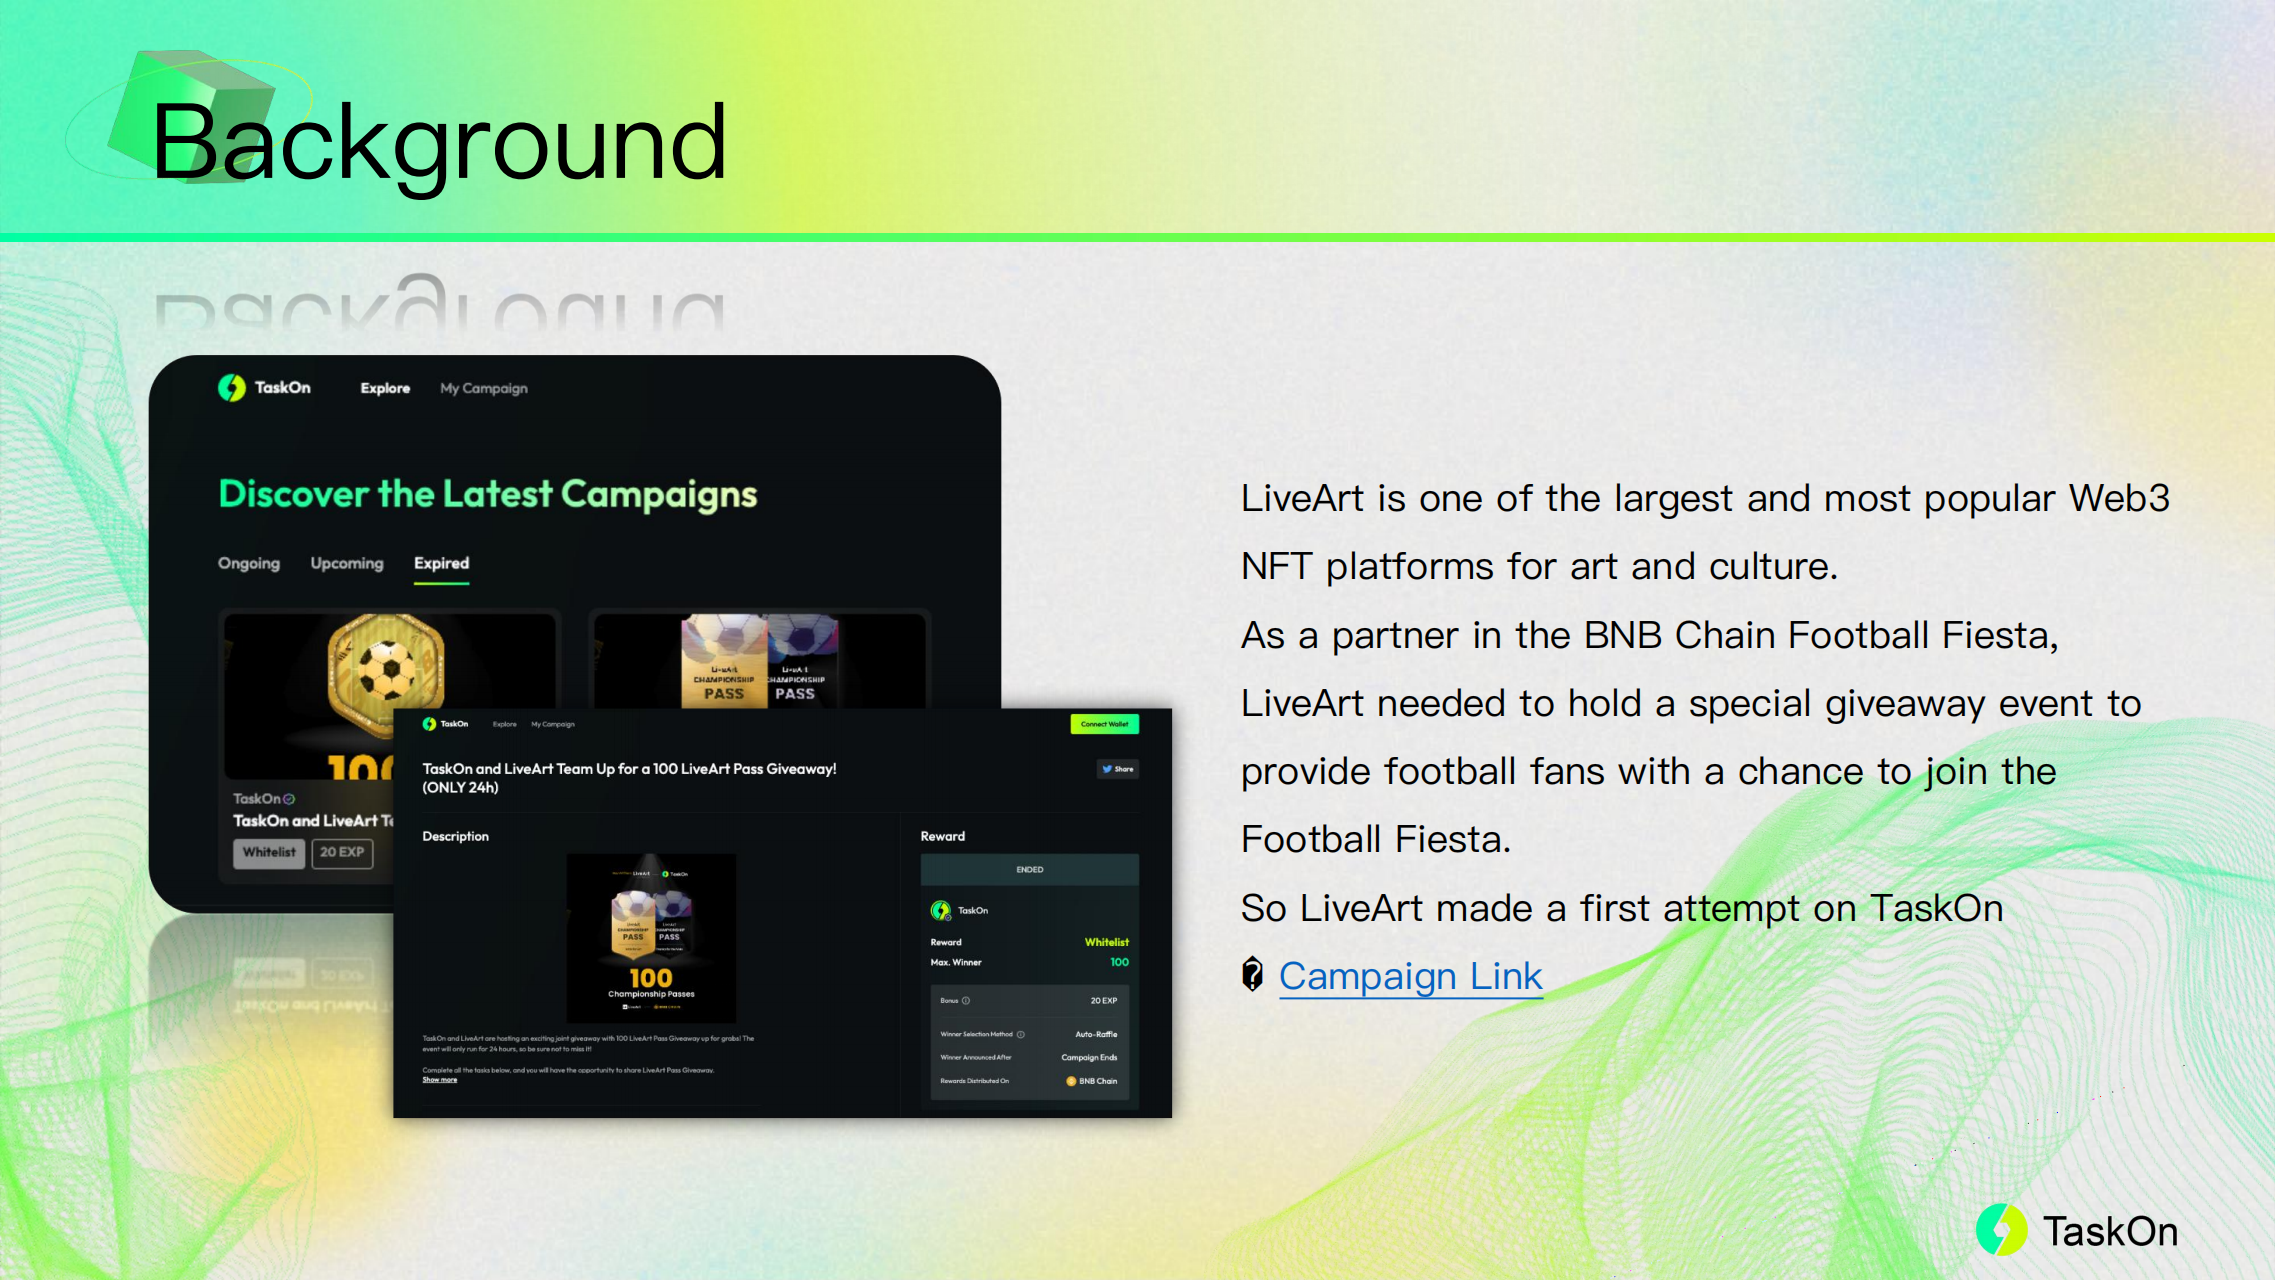 Background
TaskOn Explore My Campaign
Discover the Latest Campaigns
Ongoing Upcoming Expired
LiveArt LiveArt
CHAMPIONSHIP CHAMPIONSHIP
PASS PASS
100
TaskOn
TaskOn and LiveArt Te
Whitelist 20 EXP
TaskOn Explore My Campaign Connect Wallet
TaskOn and LiveArt Team Up for a 100 LiveArt Pass Giveaway!
(ONLY 24h)
Share
Description
LiveArt TaskOn
CHAMPIONSHIP CHAMPIONSHIP
PASS PASS
100
Championship Passes
TaskOn and LiveArt are hosting an exciting joint giveaway with 100 LiveArt Pass Giveaway up for grabs! The
event will only run for 24 hours, so be sure not to miss it!
Complete all the tasks below, and you will have the opportunity to share LiveArt Pass Giveaway.
Show more
Reward
ENDED
TaskOn
Reward Whitelist
Max. Winner 100
Bonus 20 EXP
Winner Selection Method Auto-Raffle
Winner Announced After Campaign Ends
Rewards Distributed On BNB Chain
LiveArt is one of the largest and most popular Web3
NFT platforms for art and culture.
As a partner in the BNB Chain Football Fiesta,
LiveArt needed to hold a special giveaway event to
provide football fans with a chance to join the
Football Fiesta.
So LiveArt made a first attempt on TaskOn
� Campaign Link
TaskOn